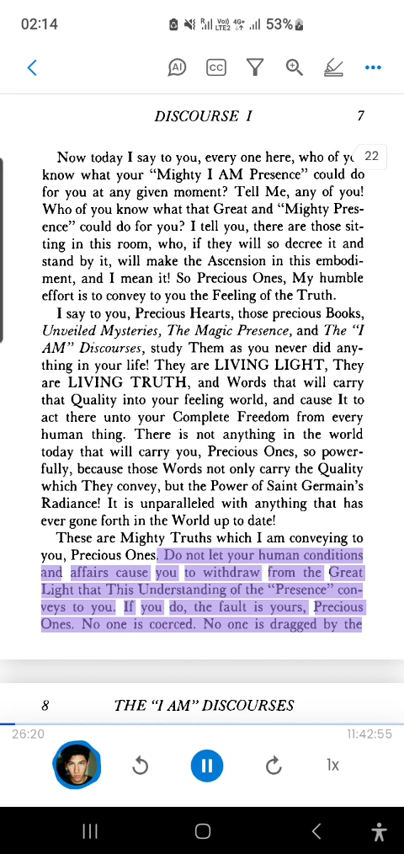 02:14
R Vo)) 4G+ 53%
LTE2
AI CC
DISCOURSE I 7
22
Now today I say to you, every one here, who of
know what your “Mighty I AM Presence” could do
for you at any given moment? Tell Me, any of you!
Who of you know what that Great and “Mighty Pres-
ence” could do for you? I tell you, there are those sit-
ting in this room, who, if they will so decree it and
stand by it, will make the Ascension in this embodi-
ment, and I mean it! So Precious Ones, My humble
effort is to convey to you the Feeling of the Truth.
I say to you, Precious Hearts, those precious Books,
Unveiled Mysteries, The Magic Presence, and The “I
AM” Discourses, study Them as you never did any-
thing in your life! They are LIVING LIGHT, They
are LIVING TRUTH, and Words that will carry
that Quality into your feeling world, and cause It to
act there unto your Complete Freedom from every
human thing. There is not anything in the world
today that will carry you, Precious Ones, so power-
fully, because those Words not only carry the Quality
which They convey, but the Power of Saint Germain’s
Radiance! It is unparalleled with anything that has
ever gone forth in the World up to date!
These are Mighty Truths which I am conveying to
you, Precious Ones. Do not let your human conditions
and affairs cause you to withdraw from the Great
Light that This Understanding of the “Presence” con-
veys to you. If you do, the fault is yours, Precious
Ones. No one is coerced. No one is dragged by the
8 THE “I AM” DISCOURSES
26:20 11:42:55
1x